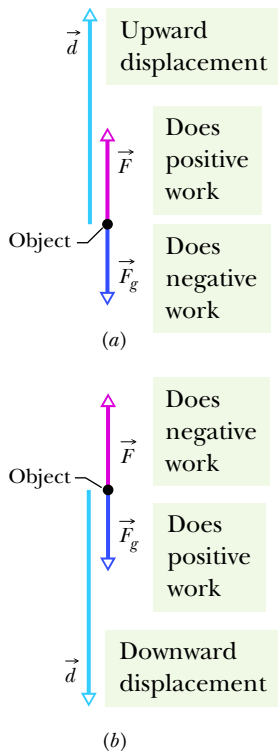 d
Upward
displacement
F
Does
positive
work
Object
F_g
Does
negative
work
(a)
Does
negative
work
F
Object
F_g
Does
positive
work
d
Downward
displacement
(b)